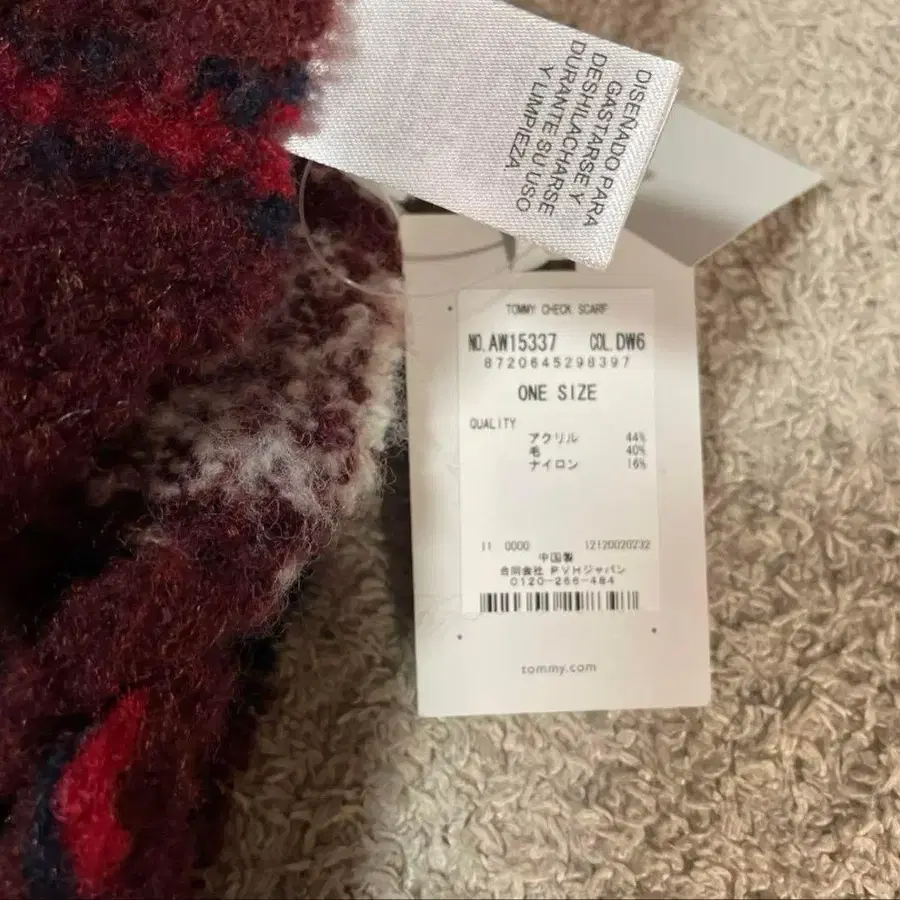 DISEÑADO PARA
GASTARSE Y
DESHILACHARSE
DURANTE SU USO
Y LIMPIEZA
TOMMY CHECK SCARF
NO. AW15337 COL. DW6
8720645298397
ONE SIZE
QUALITY
アクリル 44%
毛 40%
ナイロン 16%
11 0000 12120020232
中国製
合同会社 PVHジャパン
0120-266-484
tommy.com